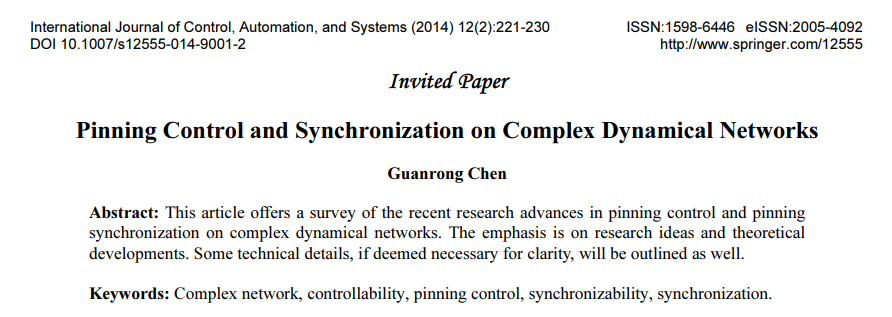 International Journal of Control, Automation, and Systems (2014) 12(2):221-230 ISSN:1598-6446 eISSN:2005-4092
DOI 10.1007/s12555-014-9001-2 http://www.springer.com/12555
Invited Paper
Pinning Control and Synchronization on Complex Dynamical Networks
Guanrong Chen
Abstract: This article offers a survey of the recent research advances in pinning control and pinning
synchronization on complex dynamical networks. The emphasis is on research ideas and theoretical
developments. Some technical details, if deemed necessary for clarity, will be outlined as well.
Keywords: Complex network, controllability, pinning control, synchronizability, synchronization.